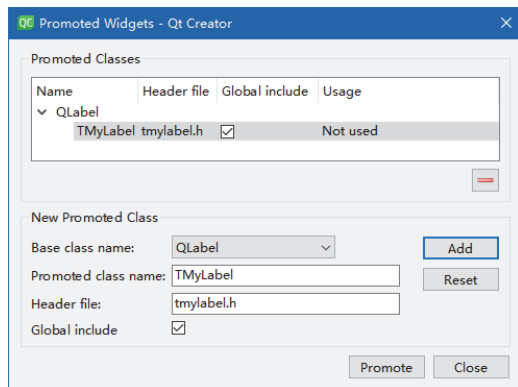 QC Promoted Widgets - Qt Creator
Promoted Classes
Name Header file Global include Usage
QLabel
TMyLabel tmylabel.h Not used
New Promoted Class
Base class name: QLabel Add
Promoted class name: TMyLabel Reset
Header file: tmylabel.h
Global include
Promote Close